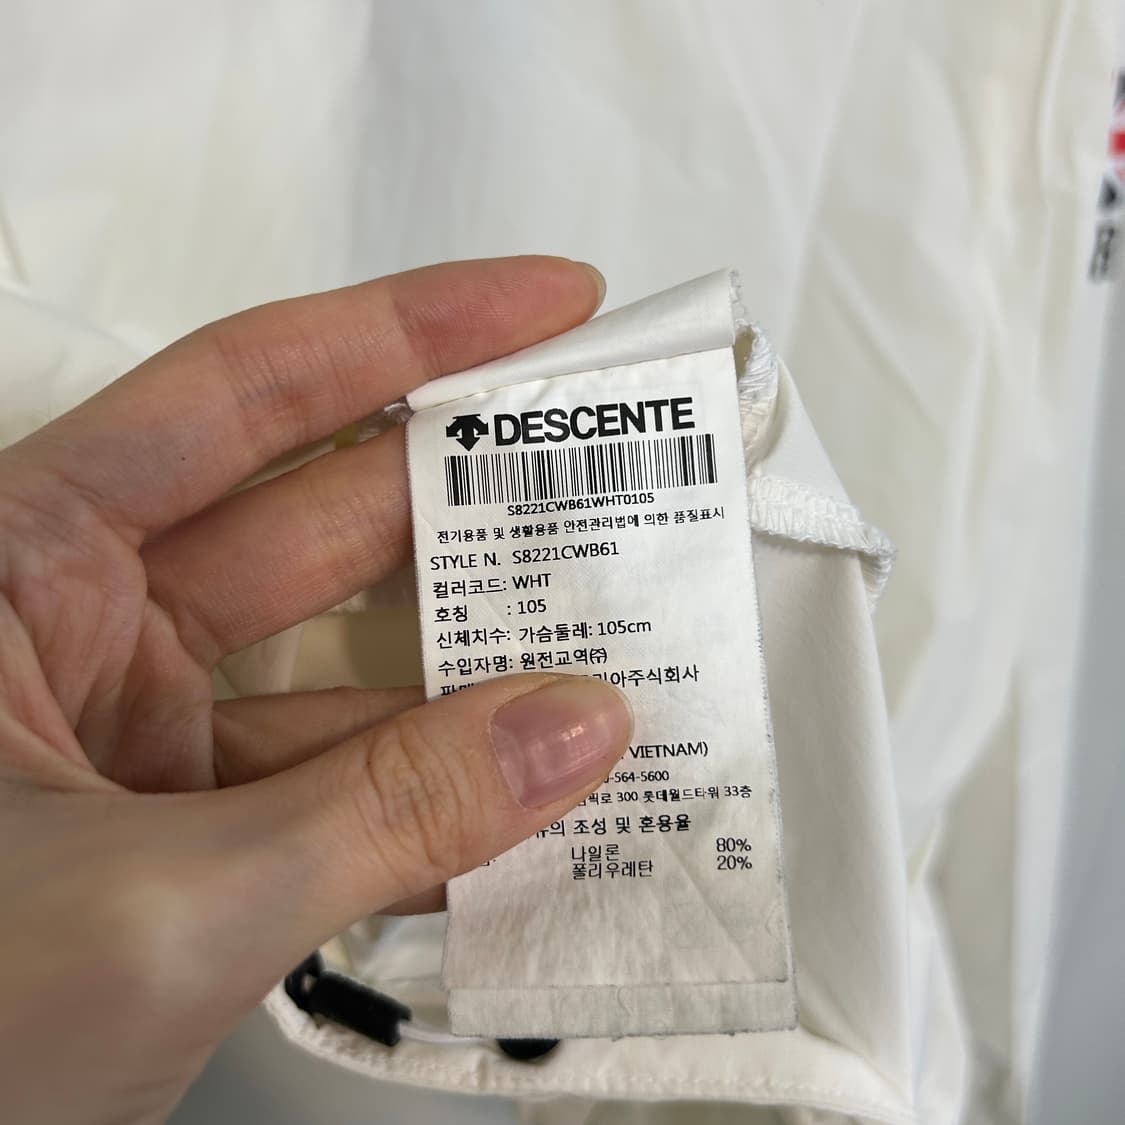 DESCENTE
S8221CWB61WHT0105
전기용품 및 생활용품 안전관리법에 의한 품질표시
STYLE N. S8221CWB61
컬러코드: WHT
호칭 : 105
신체치수: 가슴둘레: 105cm
수입자명: 원전교역㈜
리아주식회사
VIETNAM)
-564-5600
픽로 300 롯데월드타워 33층
의 조성 및 혼용율
나일론 80%
폴리우레탄 20%